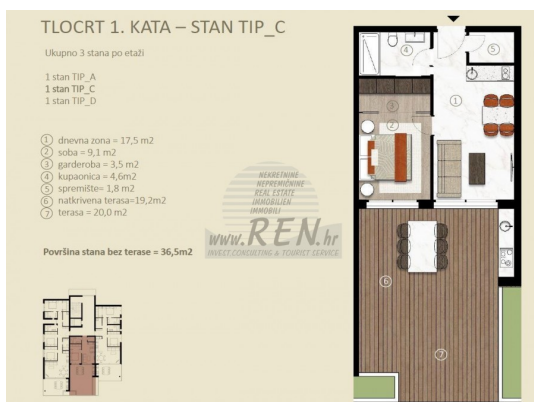 TLOCRT 1. KATA – STAN TIP_C
Ukupno 3 stana po etaži
1 stan TIP_A
1 stan TIP_C
1 stan TIP_D
1 dnevna zona = 17,5 m2
2 soba = 9,1 m2
3 garderoba = 3,5 m2
4 kupaonica = 4,6m2
5 spremište= 1,8 m2
6 natkrivena terasa=19,2m2
7 terasa = 20,0 m2
Površina stana bez terase = 36,5m2
NEKRETNINE
NEPREMIČNINE
REAL ESTATE
IMMOBILIEN
IMMOBILI
www.REN.hr
INVEST CONSULTING & TOURIST SERVICE
4
5
1
3
2
6
7